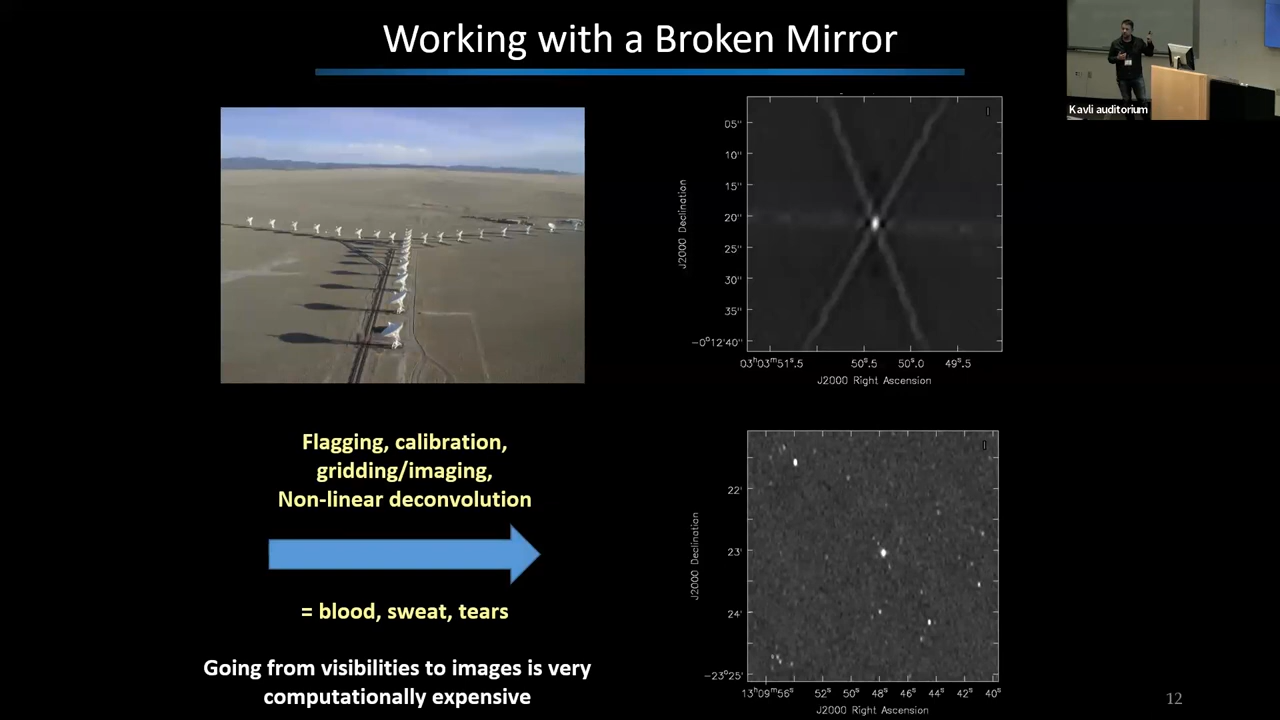 Working with a Broken Mirror
Kavli auditorium
J2000 Declination
05"
10"
15"
20"
25"
30"
35"
-0°12'40"
03ʰ03ᵐ51ˢ.5
50ˢ.5
50ˢ.0
49ˢ.5
J2000 Right Ascension
Flagging, calibration,
gridding/imaging,
Non-linear deconvolution
= blood, sweat, tears
Going from visibilities to images is very
computationally expensive
J2000 Declination
22'
23'
24'
-23°25'
13ʰ09ᵐ56ˢ
52ˢ
50ˢ
48ˢ
46ˢ
44ˢ
42ˢ
40ˢ
J2000 Right Ascension
12